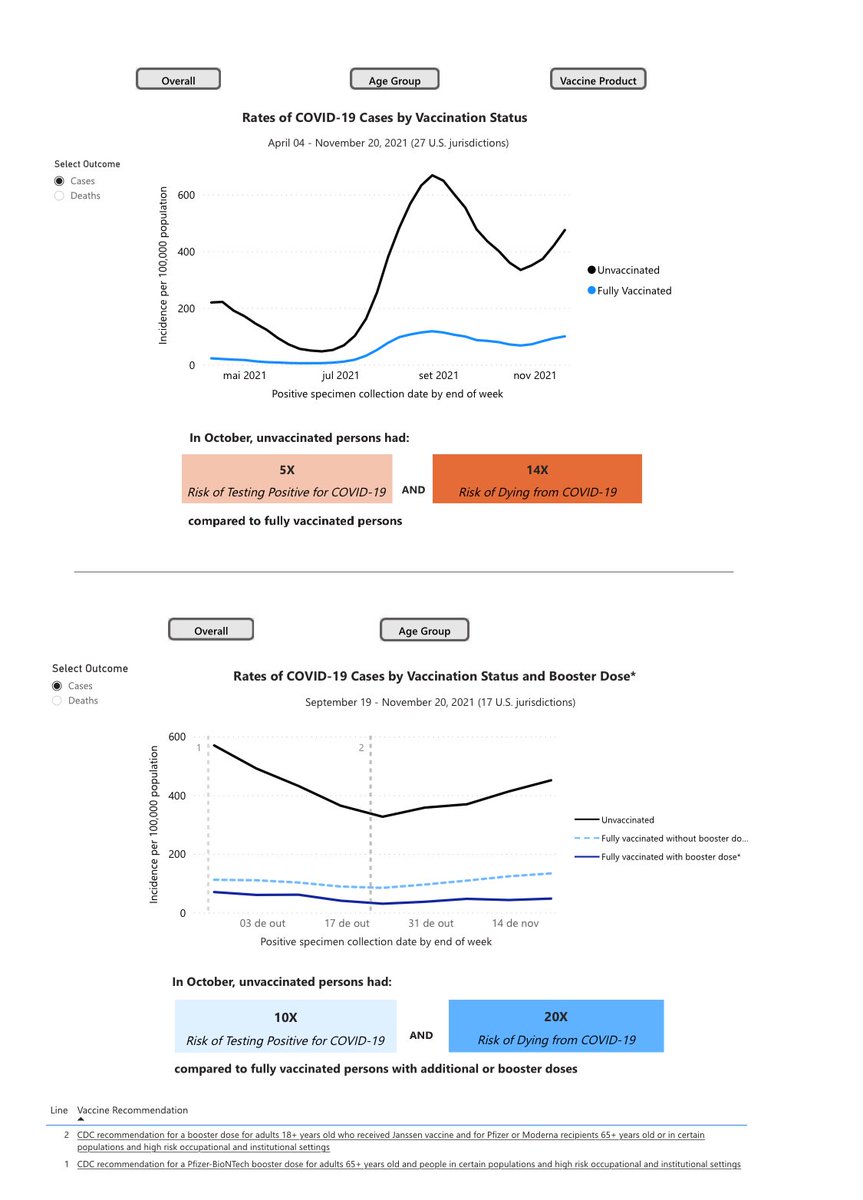 Overall
Age Group
Vaccine Product
Rates of COVID-19 Cases by Vaccination Status
April 04 - November 20, 2021 (27 U.S. jurisdictions)
Select Outcome
Cases
Deaths
Incidence per 100,000 population
600
400
200
0
mai 2021
jul 2021
set 2021
nov 2021
Positive specimen collection date by end of week
Unvaccinated
Fully Vaccinated
In October, unvaccinated persons had:
5X
Risk of Testing Positive for COVID-19
AND
14X
Risk of Dying from COVID-19
compared to fully vaccinated persons
Overall
Age Group
Select Outcome
Cases
Deaths
Rates of COVID-19 Cases by Vaccination Status and Booster Dose*
September 19 - November 20, 2021 (17 U.S. jurisdictions)
Incidence per 100,000 population
600
400
200
0
1
2
03 de out
17 de out
31 de out
14 de nov
Positive specimen collection date by end of week
Unvaccinated
Fully vaccinated without booster do...
Fully vaccinated with booster dose*
In October, unvaccinated persons had:
10X
Risk of Testing Positive for COVID-19
AND
20X
Risk of Dying from COVID-19
compared to fully vaccinated persons with additional or booster doses
Line Vaccine Recommendation
2 CDC recommendation for a booster dose for adults 18+ years old who received Janssen vaccine and for Pfizer or Moderna recipients 65+ years old or in certain
populations and high risk occupational and institutional settings
1 CDC recommendation for a Pfizer-BioNTech booster dose for adults 65+ years old and people in certain populations and high risk occupational and institutional settings